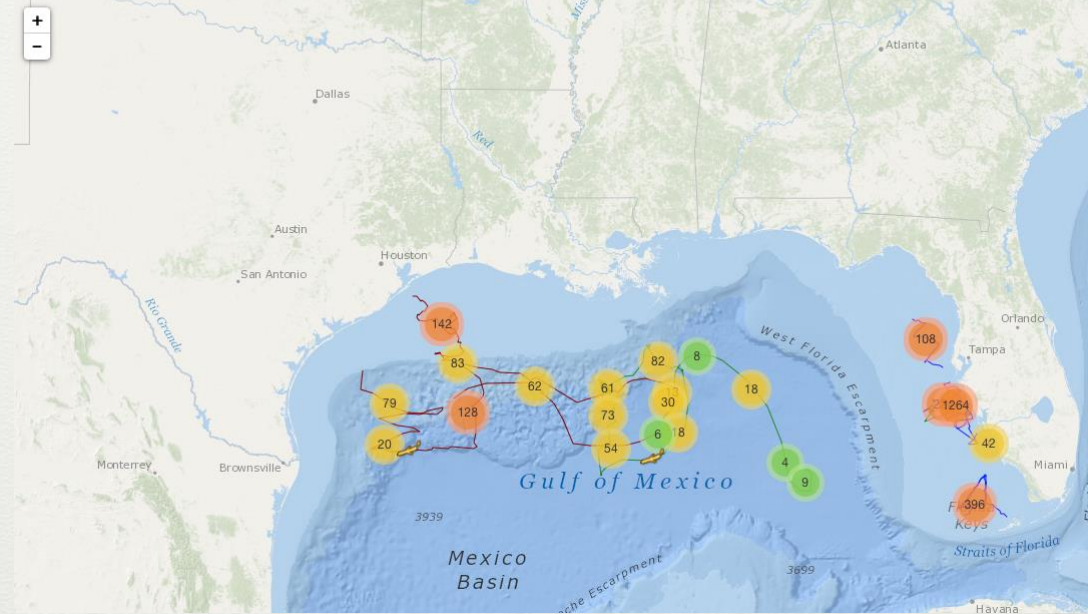 +
−
Atlanta
Dallas
Red
Austin
Houston
San Antonio
Rio Grande
Orlando
142
108
Tampa
West Florida Escarpment
83
82
8
62
61
18
79
30
1264
128
73
20
54
6
18
42
4
Monterrey
Brownsville
Miami
9
Gulf of Mexico
396
Keys
3939
Straits of Florida
Mexico
Basin
che Escarpment
3699
Havana